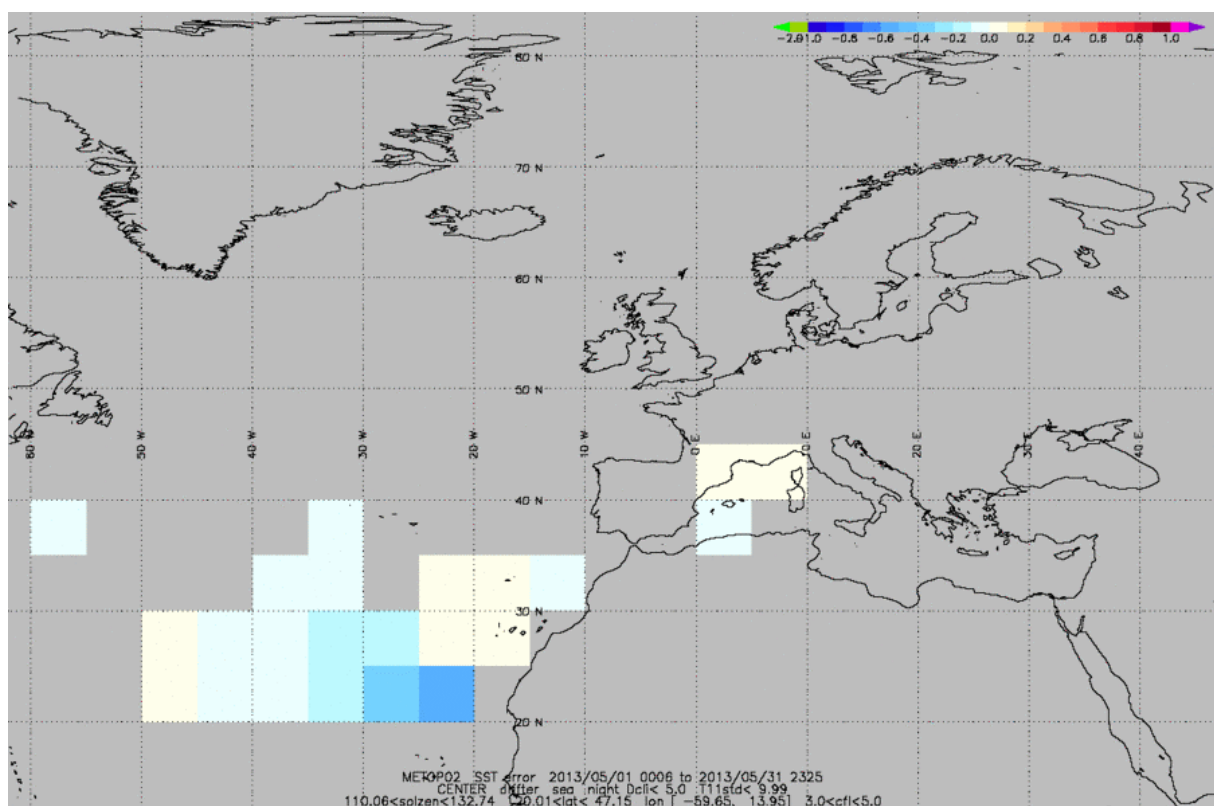 -2.91.0 -0.8 -0.6 -0.4 -0.2 0.0 0.2 0.4 0.6 0.8 1.0
80 N
70 N
60 N
50 N
60 W 50 W 40 W 30 W 20 W 10 W 0 E 10 E 20 E 30 E 40 E
40 N
30 N
20 N
METOP02 SST error 2013/05/01 0006 to 2013/05/31 2325
CENTER drifter sea night Dcli< 5.0 T11std< 9.99
110.06<solzen<132.74 20.01<lat< 47.15 lon [ -59.65, 13.95] 3.0<cfl<5.0